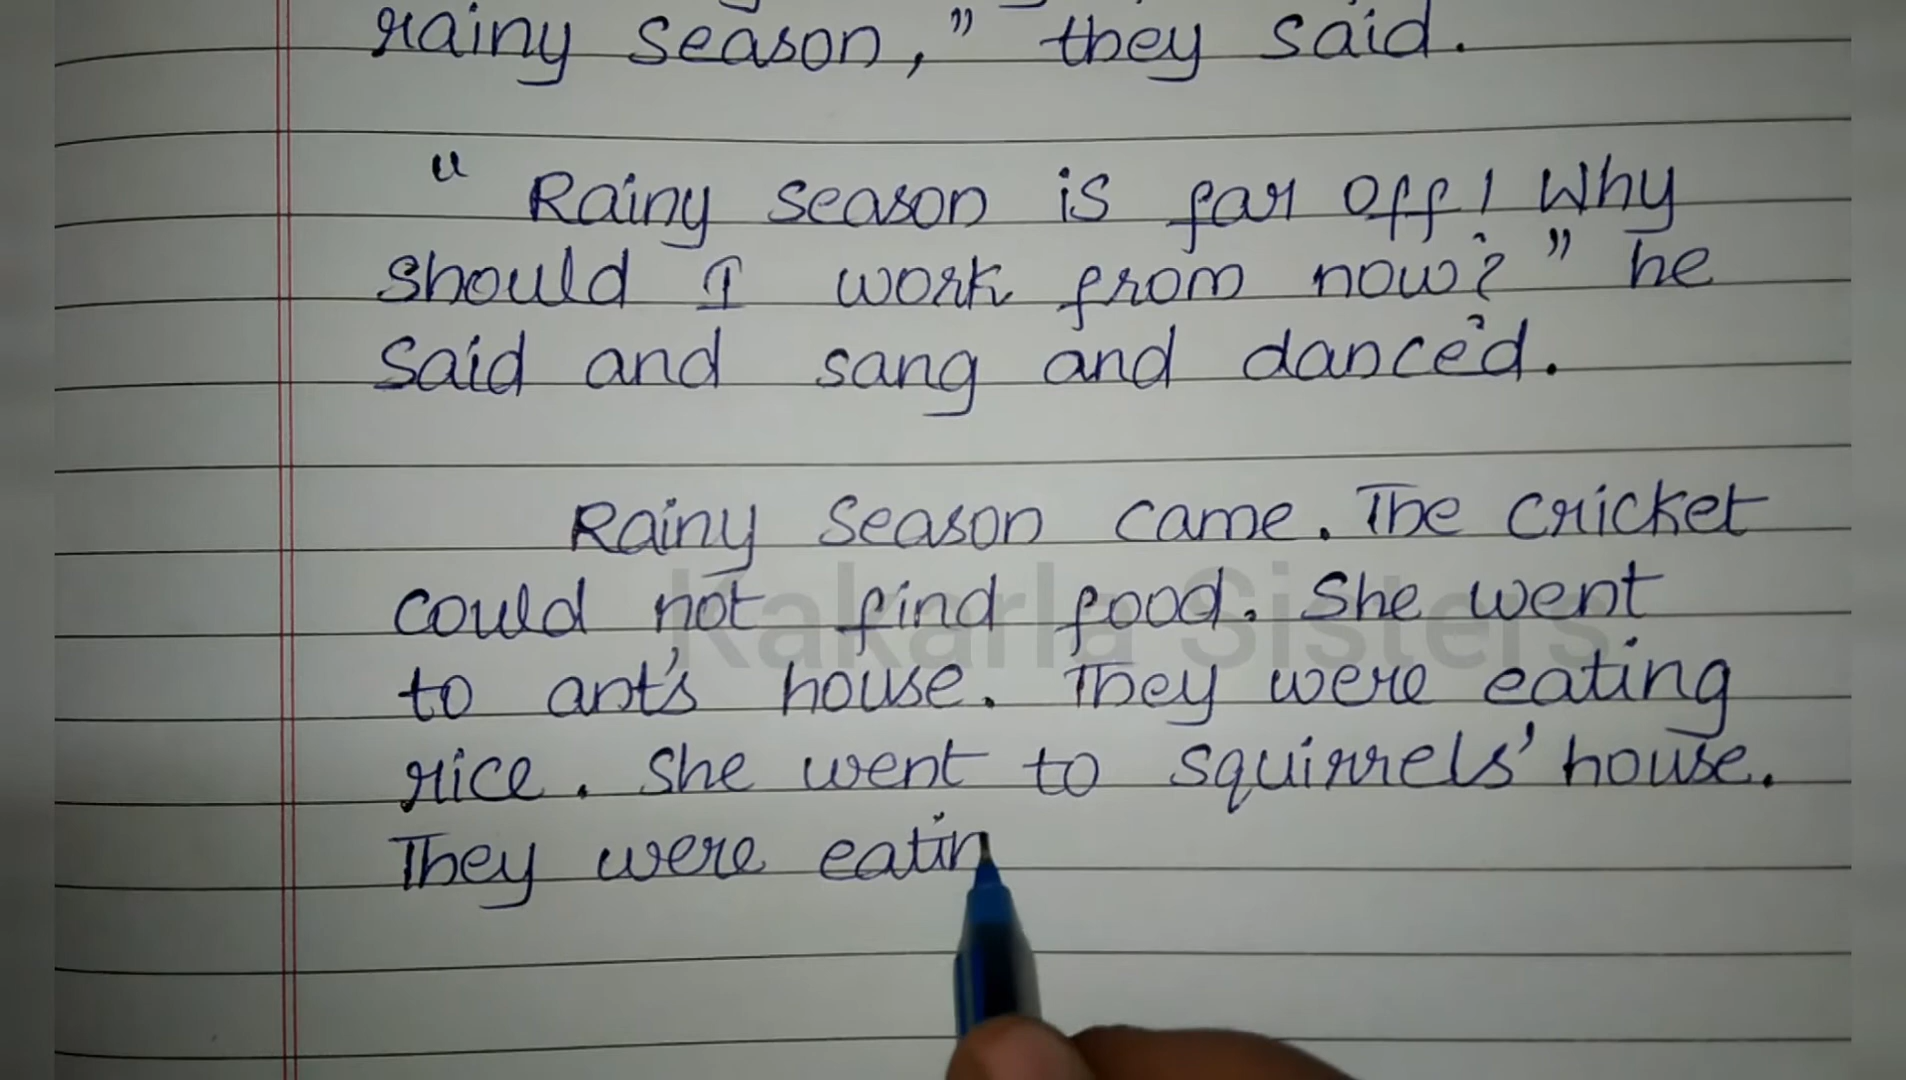 rainy season," they said.
"Rainy season is far off! Why
should I work from now?" he
said and sang and danced.
Rainy season came. The cricket
could not find food. She went
to ant's house. They were eating
rice. She went to squirrels' house.
They were eatin
Kakarla Sisters